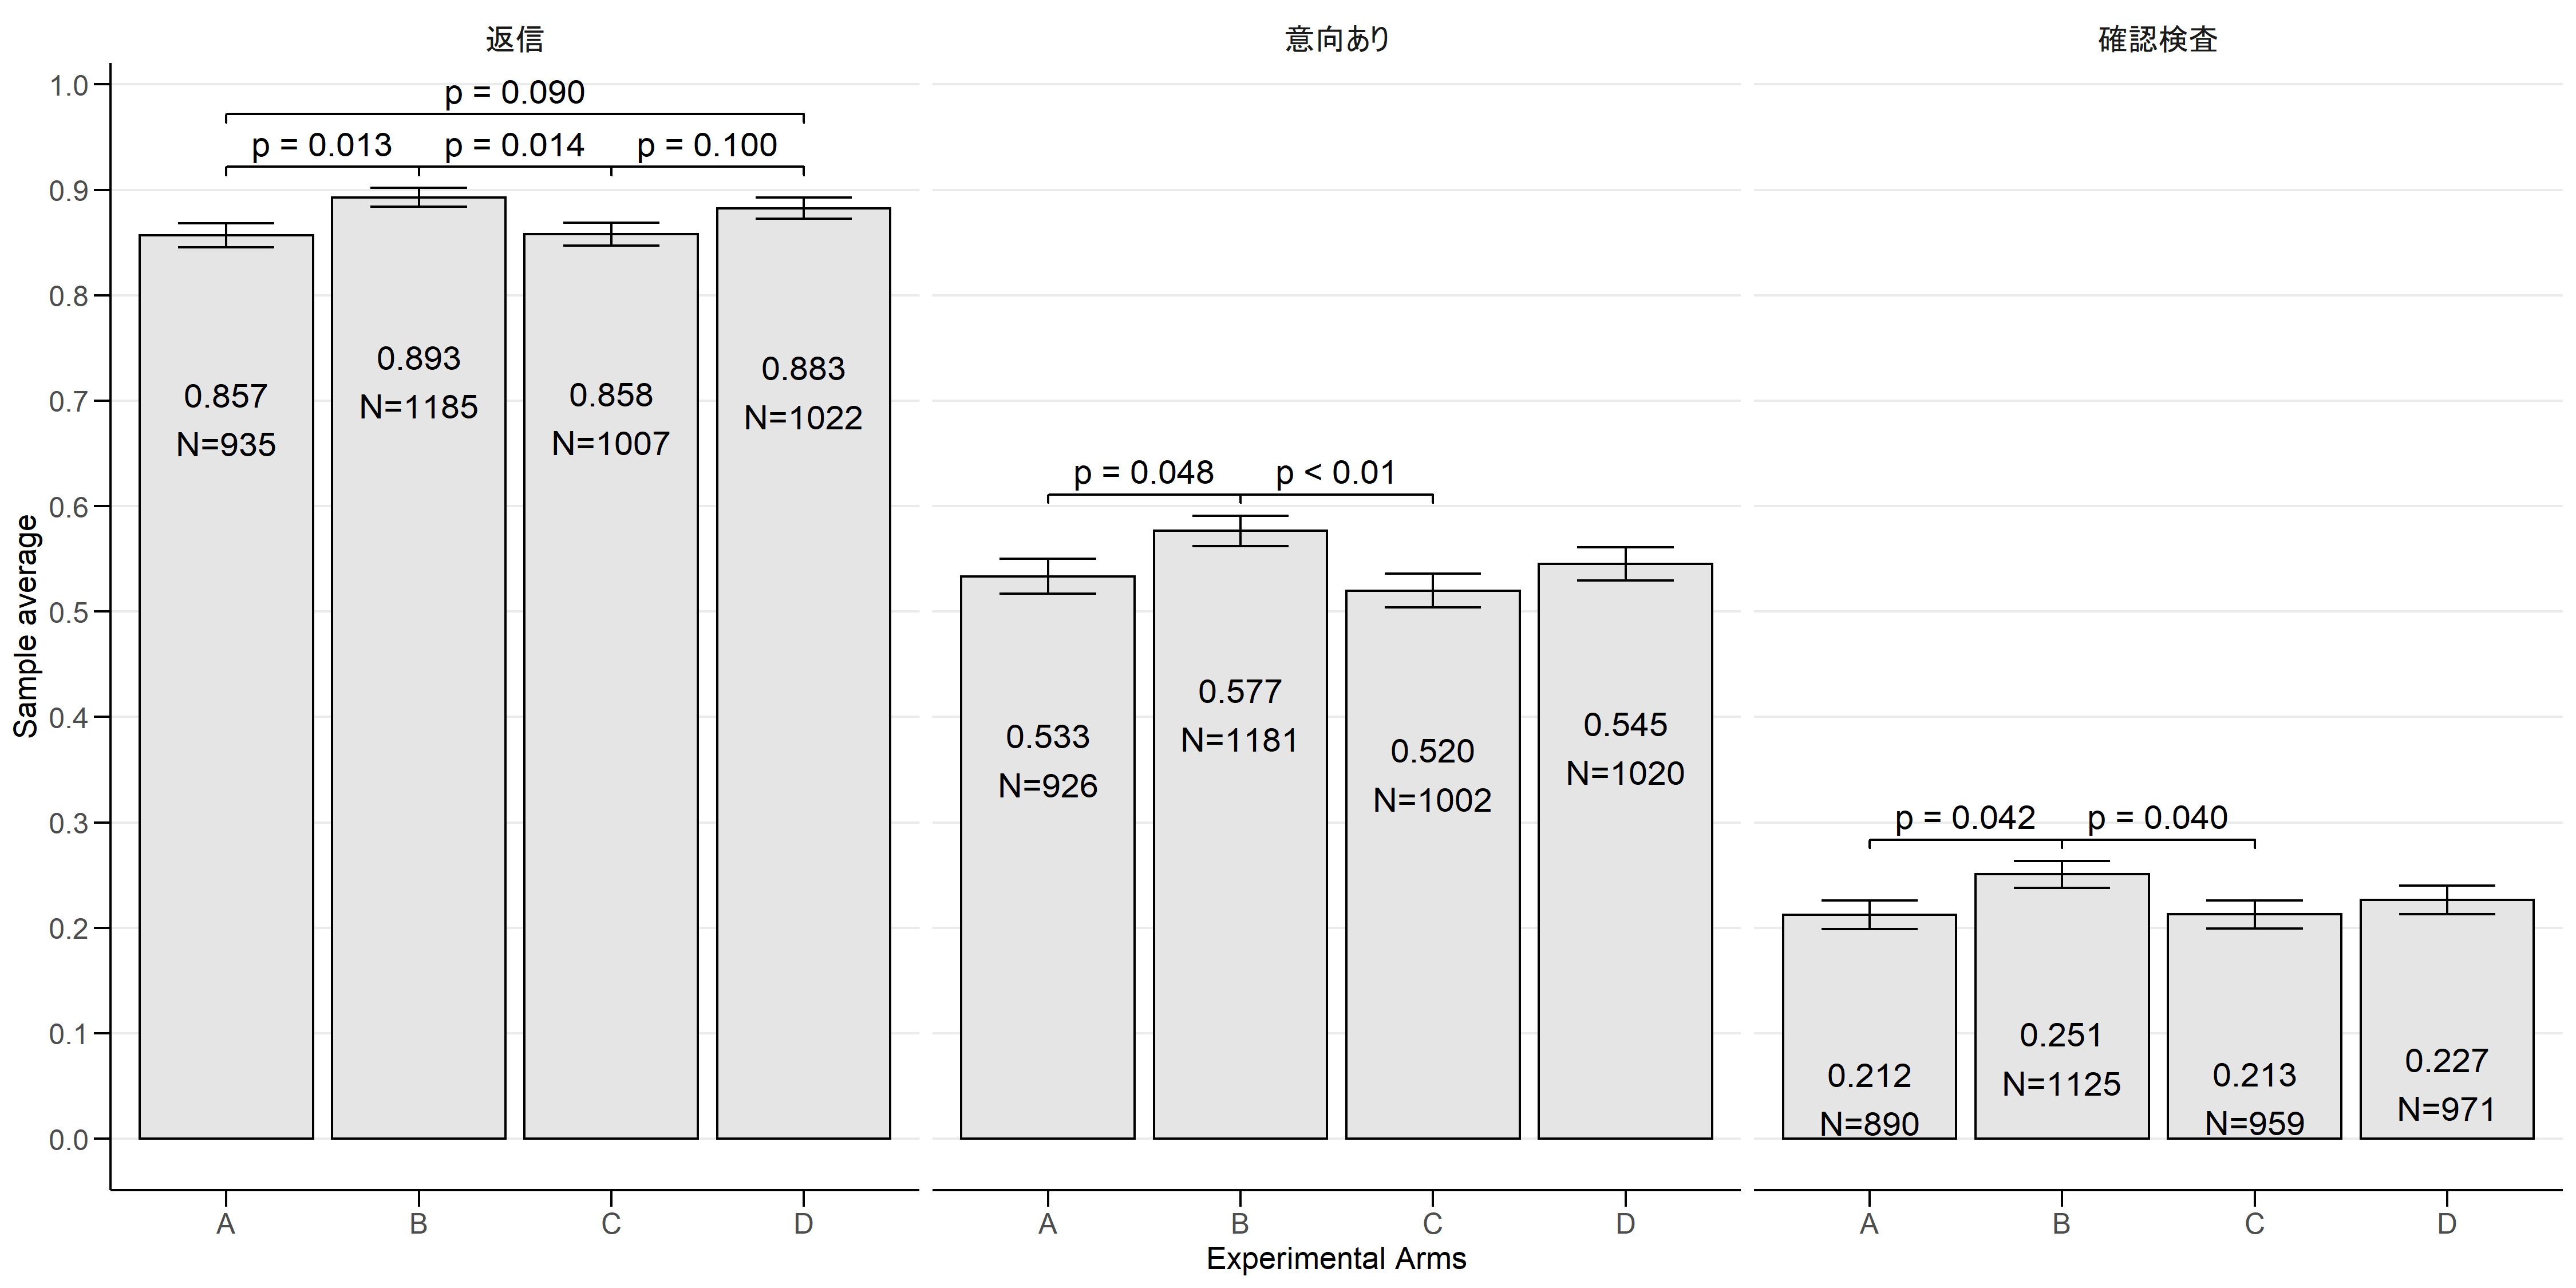 返信
意向あり
確認検査
Sample average
1.0
0.9
0.8
0.7
0.6
0.5
0.4
0.3
0.2
0.1
0.0
p = 0.090
p = 0.013
p = 0.014
p = 0.100
0.857
N=935
0.893
N=1185
0.858
N=1007
0.883
N=1022
A
B
C
D
p = 0.048
p < 0.01
0.533
N=926
0.577
N=1181
0.520
N=1002
0.545
N=1020
A
B
C
D
p = 0.042
p = 0.040
0.212
N=890
0.251
N=1125
0.213
N=959
0.227
N=971
A
B
C
D
Experimental Arms